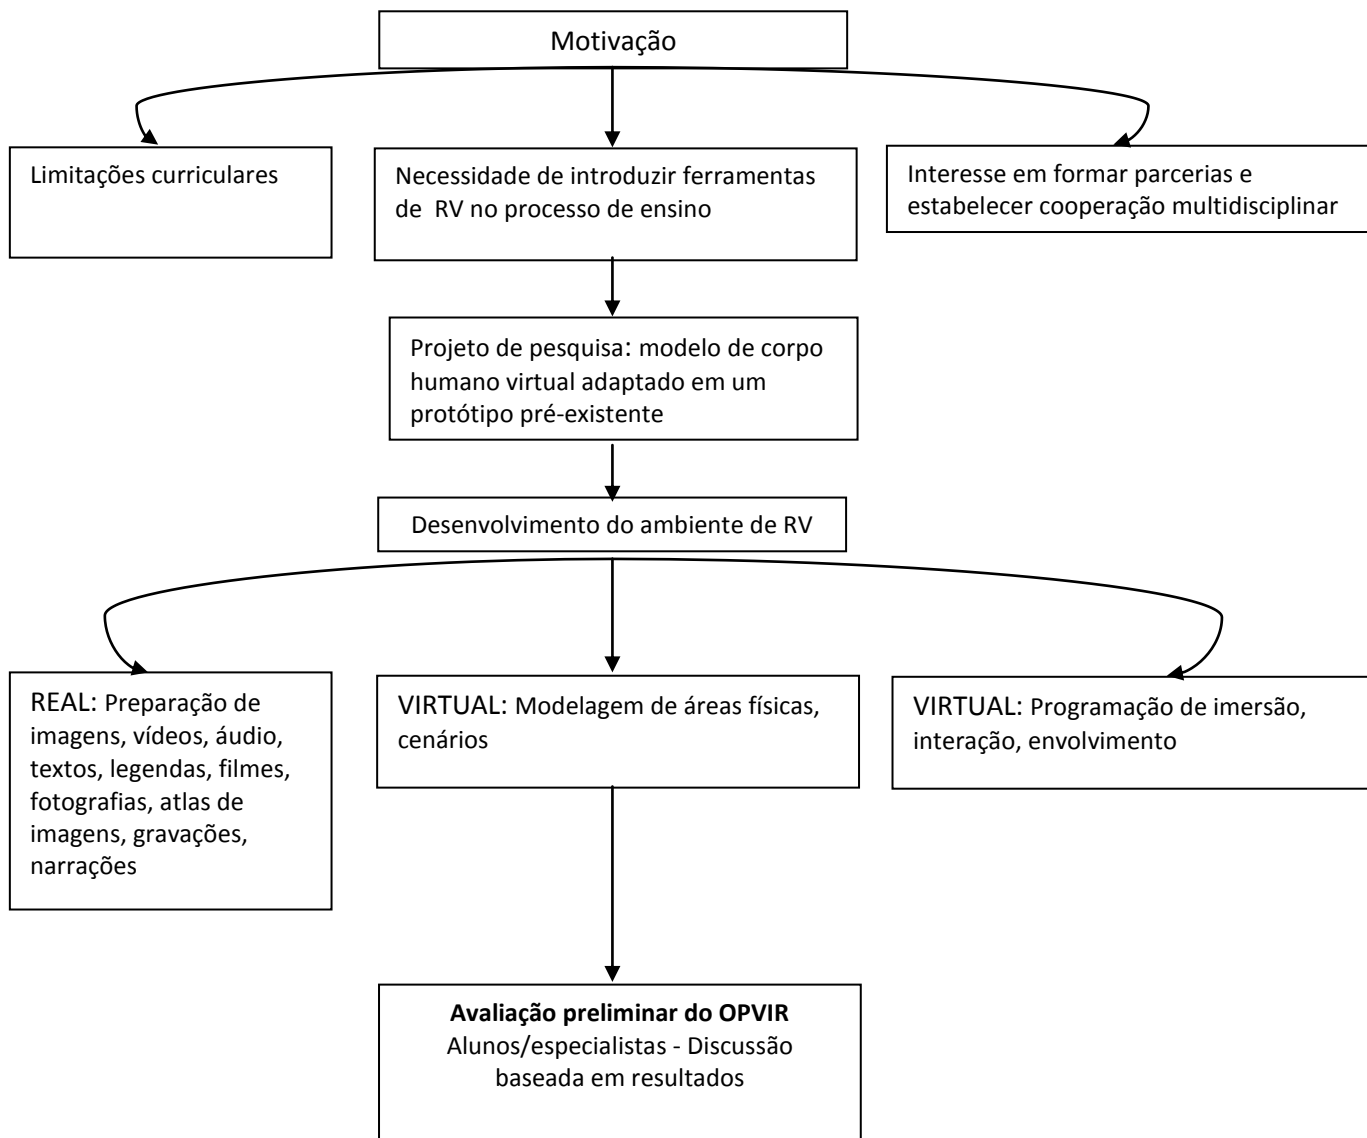 Motivação
Limitações curriculares
Necessidade de introduzir ferramentas
de RV no processo de ensino
Interesse em formar parcerias e
estabelecer cooperação multidisciplinar
Projeto de pesquisa: modelo de corpo
humano virtual adaptado em um
protótipo pré-existente
Desenvolvimento do ambiente de RV
REAL: Preparação de
imagens, vídeos, áudio,
textos, legendas, filmes,
fotografias, atlas de
imagens, gravações,
narrações
VIRTUAL: Modelagem de áreas físicas,
cenários
VIRTUAL: Programação de imersão,
interação, envolvimento
Avaliação preliminar do OPVIR
Alunos/especialistas - Discussão
baseada em resultados